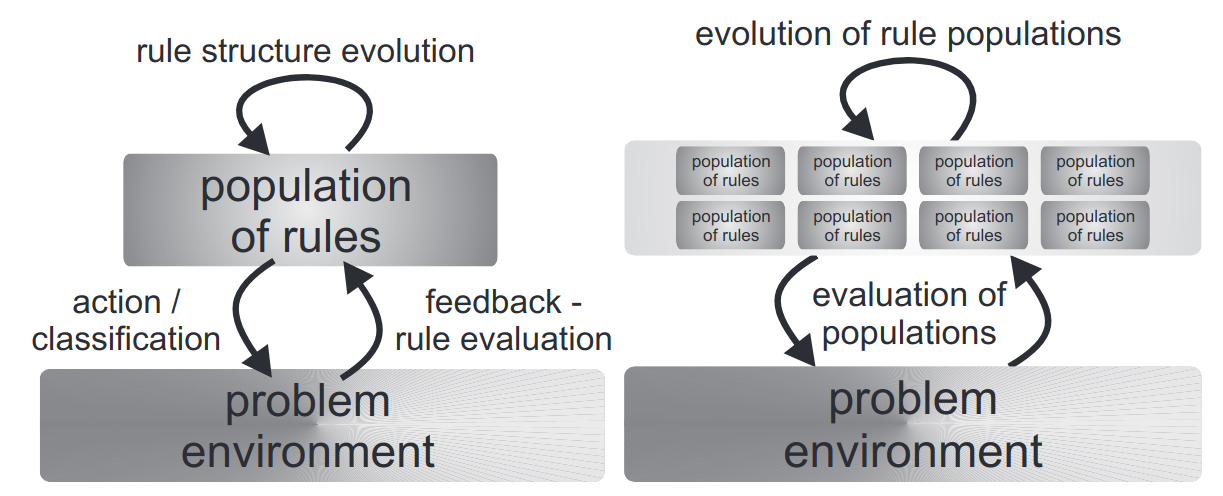 rule structure evolution
population
of rules
action /
classification
feedback -
rule evaluation
problem
environment
evolution of rule populations
population
of rules
population
of rules
population
of rules
population
of rules
population
of rules
population
of rules
population
of rules
population
of rules
evaluation of
populations
problem
environment